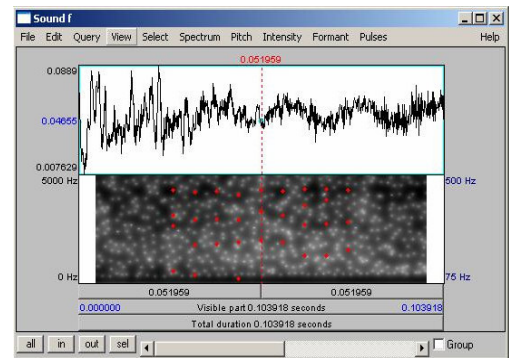 Sound f
File Edit Query View Select Spectrum Pitch Intensity Formant Pulses Help
0.051959
0.0889
0.04655
0.007629
5000 Hz 500 Hz
0 Hz 75 Hz
0.051959 0.051959
0.000000 Visible part 0.103918 seconds 0.103918
Total duration 0.103918 seconds
all in out sel Group